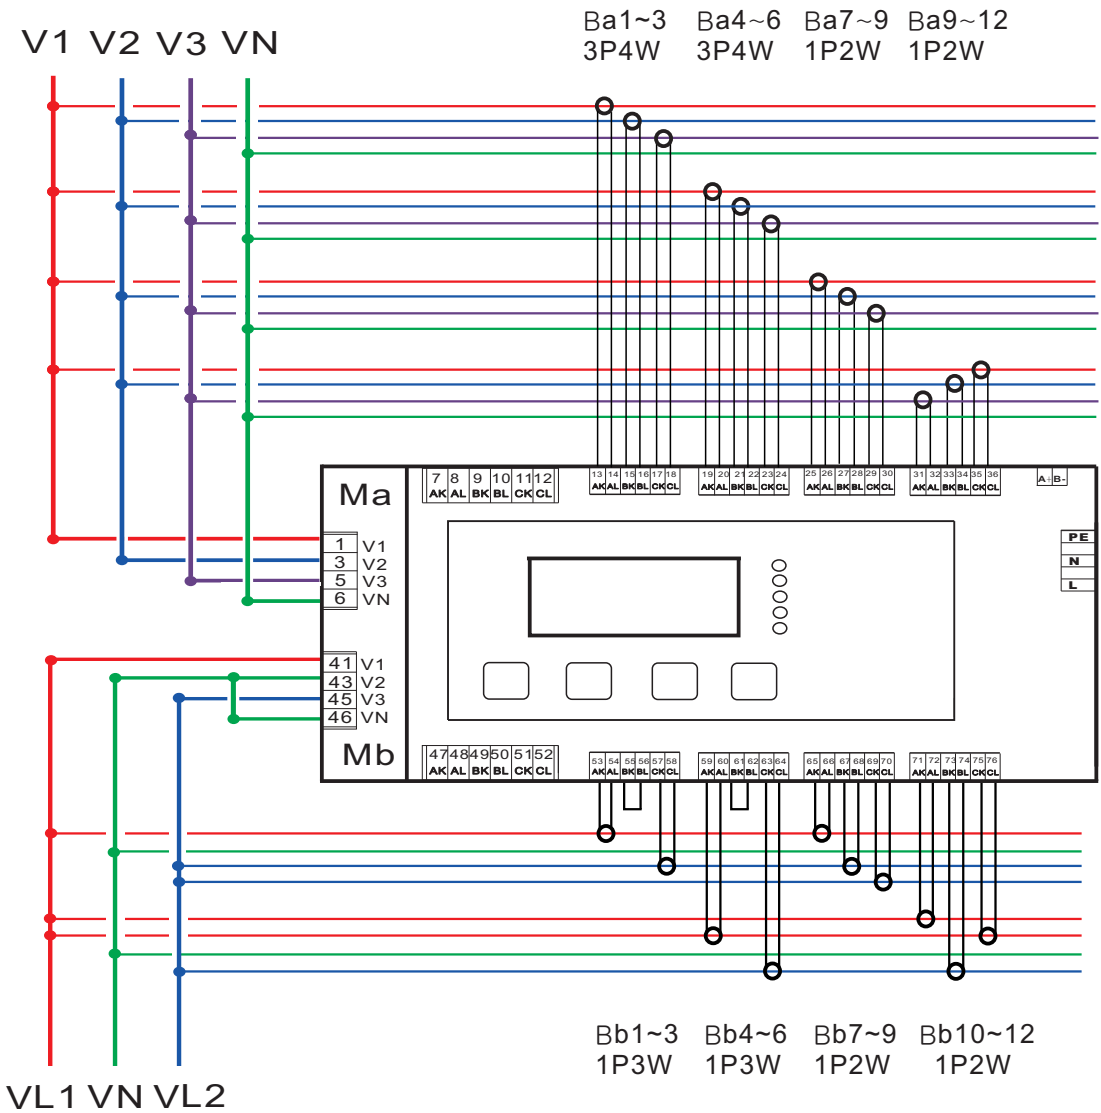 Ba1~3 Ba4~6 Ba7~9 Ba9~12
3P4W 3P4W 1P2W 1P2W
V1 V2 V3 VN
13 14 15 16 17 18 19 20 21 22 23 24 25 26 27 28 29 30 31 32 33 34 35 36
AK AL BK BL CK CL AK AL BK BL CK CL AK AL BK BL CK CL AK AL BK BL CK CL
7 8 9 10 11 12
AK AL BK BL CK CL
A+ B-
Ma
PE
N
L
1 V1
3 V2
5 V3
6 VN
41 V1
43 V2
45 V3
46 VN
Mb
47 48 49 50 51 52
AK AL BK BL CK CL
53 54 55 56 57 58 59 60 61 62 63 64 65 66 67 68 69 70 71 72 73 74 75 76
AK AL BK BL CK CL AK AL BK BL CK CL AK AL BK BL CK CL AK AL BK BL CK CL
Bb1~3 Bb4~6 Bb7~9 Bb10~12
1P3W 1P3W 1P2W 1P2W
VL1 VN VL2